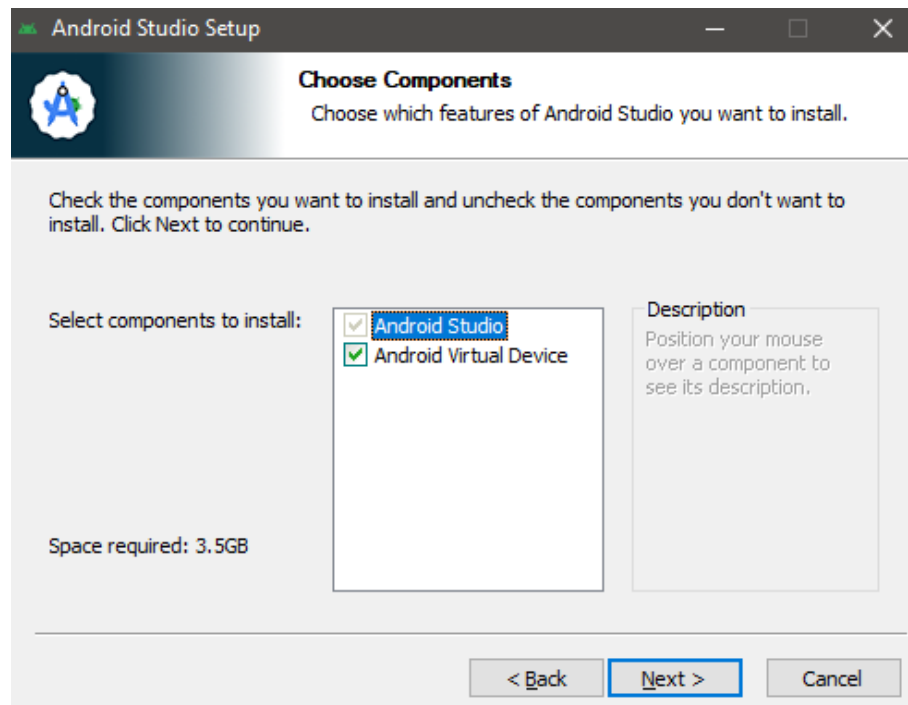 Android Studio Setup
Choose Components
Choose which features of Android Studio you want to install.
Check the components you want to install and uncheck the components you don't want to
install. Click Next to continue.
Select components to install:
Android Studio
Android Virtual Device
Description
Position your mouse
over a component to
see its description.
Space required: 3.5GB
< Back
Next >
Cancel